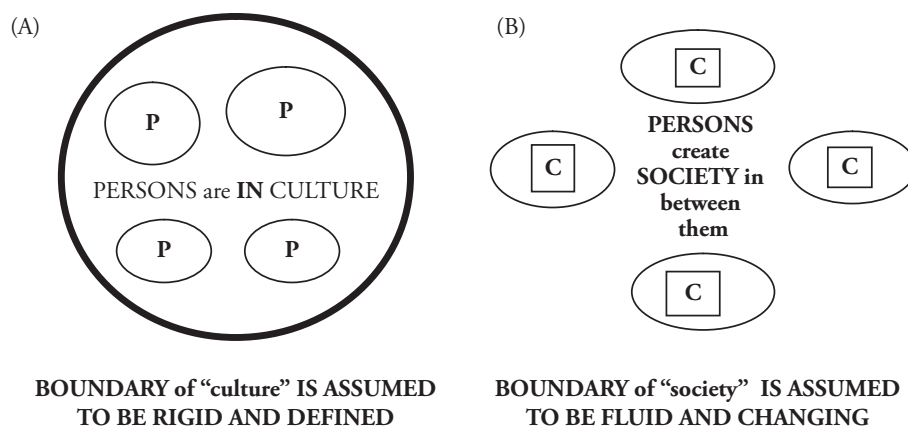 (A)
P
P
PERSONS are IN CULTURE
P
P
BOUNDARY of “culture” IS ASSUMED
TO BE RIGID AND DEFINED
(B)
C
PERSONS
create
SOCIETY in
between
them
C
C
C
BOUNDARY of “society” IS ASSUMED
TO BE FLUID AND CHANGING